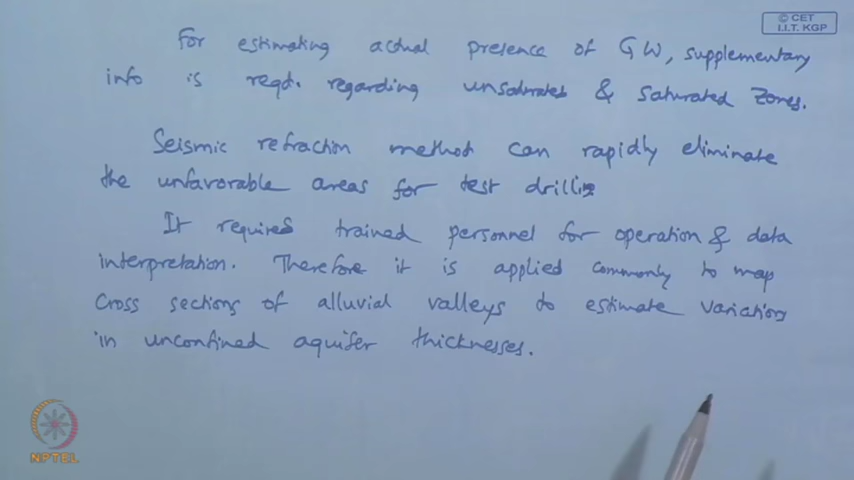 © CET
I.I.T. KGP
For estimating actual presence of GW, supplementary
info is reqd. regarding unsaturated & saturated zones.
Seismic refraction method can rapidly eliminate
the unfavorable areas for test drilling
It requires trained personnel for operation & data
interpretation. Therefore it is applied commonly to map
cross sections of alluvial valleys to estimate variations
in unconfined aquifer thicknesses.
NPTEL